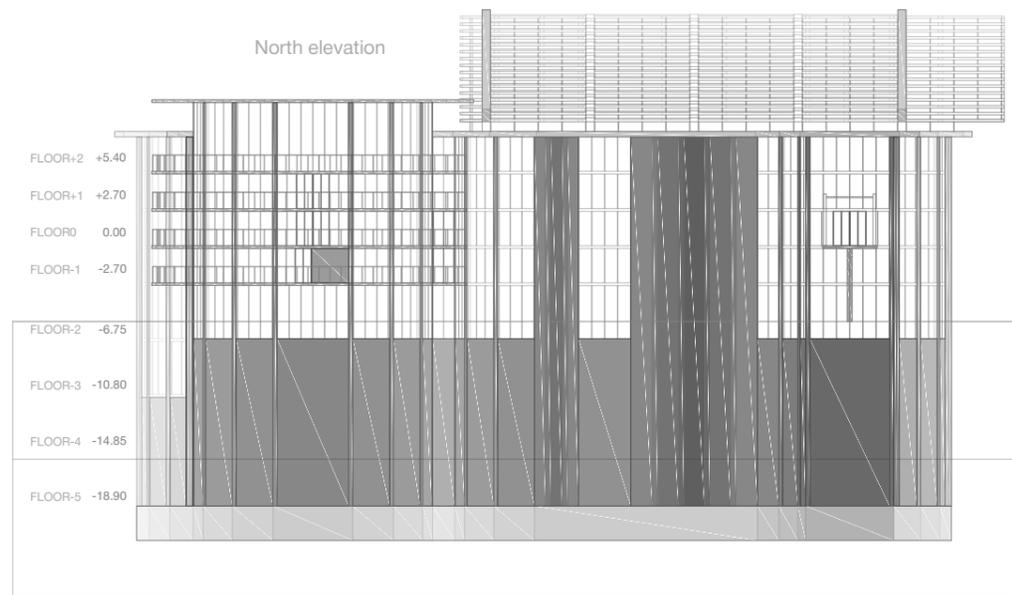 North elevation
FLOOR+2 +5.40
FLOOR+1 +2.70
FLOOR0 0.00
FLOOR-1 -2.70
FLOOR-2 -6.75
FLOOR-3 -10.80
FLOOR-4 -14.85
FLOOR-5 -18.90